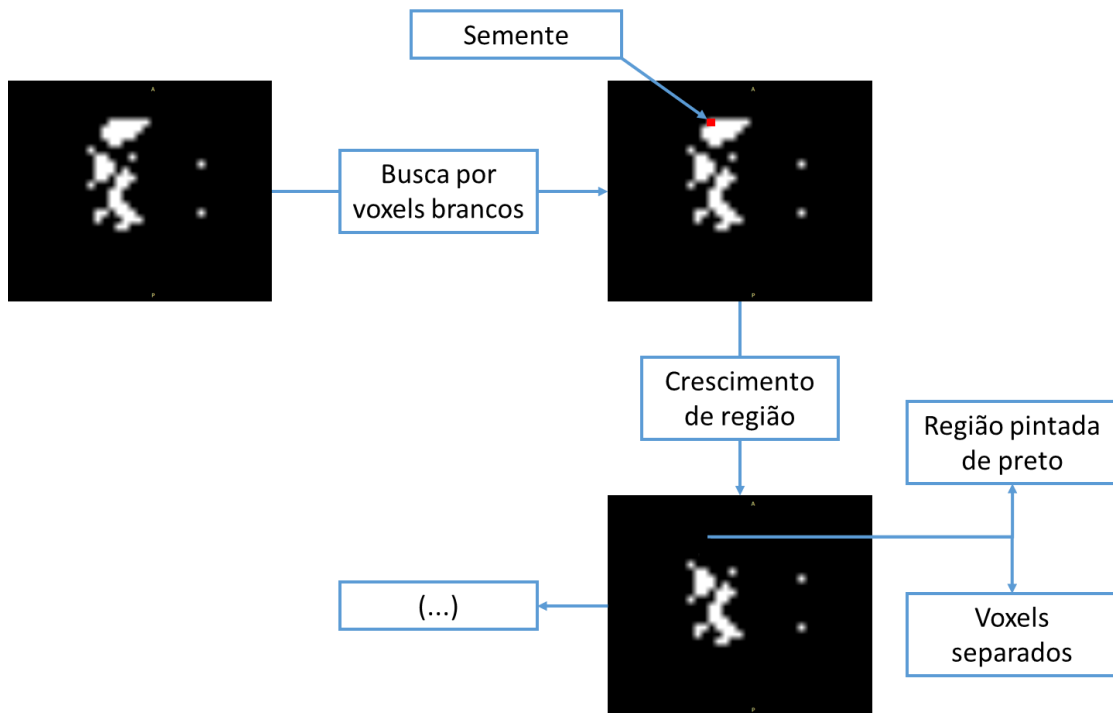 Semente
A
A
Busca por
voxels brancos
P
P
Crescimento
de região
Região pintada
de preto
A
(...)
Voxels
separados
P